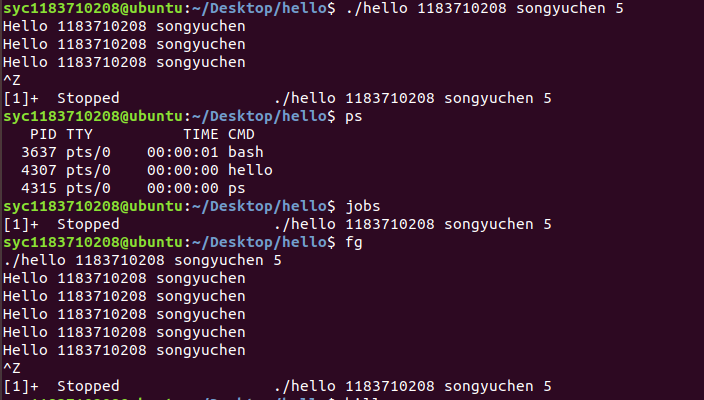 syc1183710208@ubuntu:~/Desktop/hello$ ./hello 1183710208 songyuchen 5
Hello 1183710208 songyuchen
Hello 1183710208 songyuchen
Hello 1183710208 songyuchen
^Z
[1]+  Stopped                 ./hello 1183710208 songyuchen 5
syc1183710208@ubuntu:~/Desktop/hello$ ps
   PID TTY          TIME CMD
  3637 pts/0    00:00:01 bash
  4307 pts/0    00:00:00 hello
  4315 pts/0    00:00:00 ps
syc1183710208@ubuntu:~/Desktop/hello$ jobs
[1]+  Stopped                 ./hello 1183710208 songyuchen 5
syc1183710208@ubuntu:~/Desktop/hello$ fg
./hello 1183710208 songyuchen 5
Hello 1183710208 songyuchen
Hello 1183710208 songyuchen
Hello 1183710208 songyuchen
Hello 1183710208 songyuchen
Hello 1183710208 songyuchen
^Z
[1]+  Stopped                 ./hello 1183710208 songyuchen 5